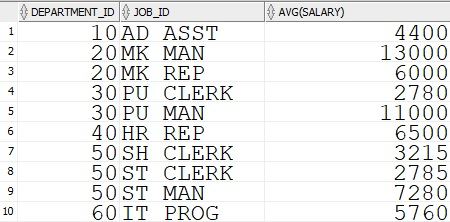 DEPARTMENT_ID JOB_ID AVG(SALARY)
1 10 AD ASST 4400
2 20 MK MAN 13000
3 20 MK REP 6000
4 30 PU CLERK 2780
5 30 PU MAN 11000
6 40 HR REP 6500
7 50 SH CLERK 3215
8 50 ST CLERK 2785
9 50 ST MAN 7280
10 60 IT PROG 5760